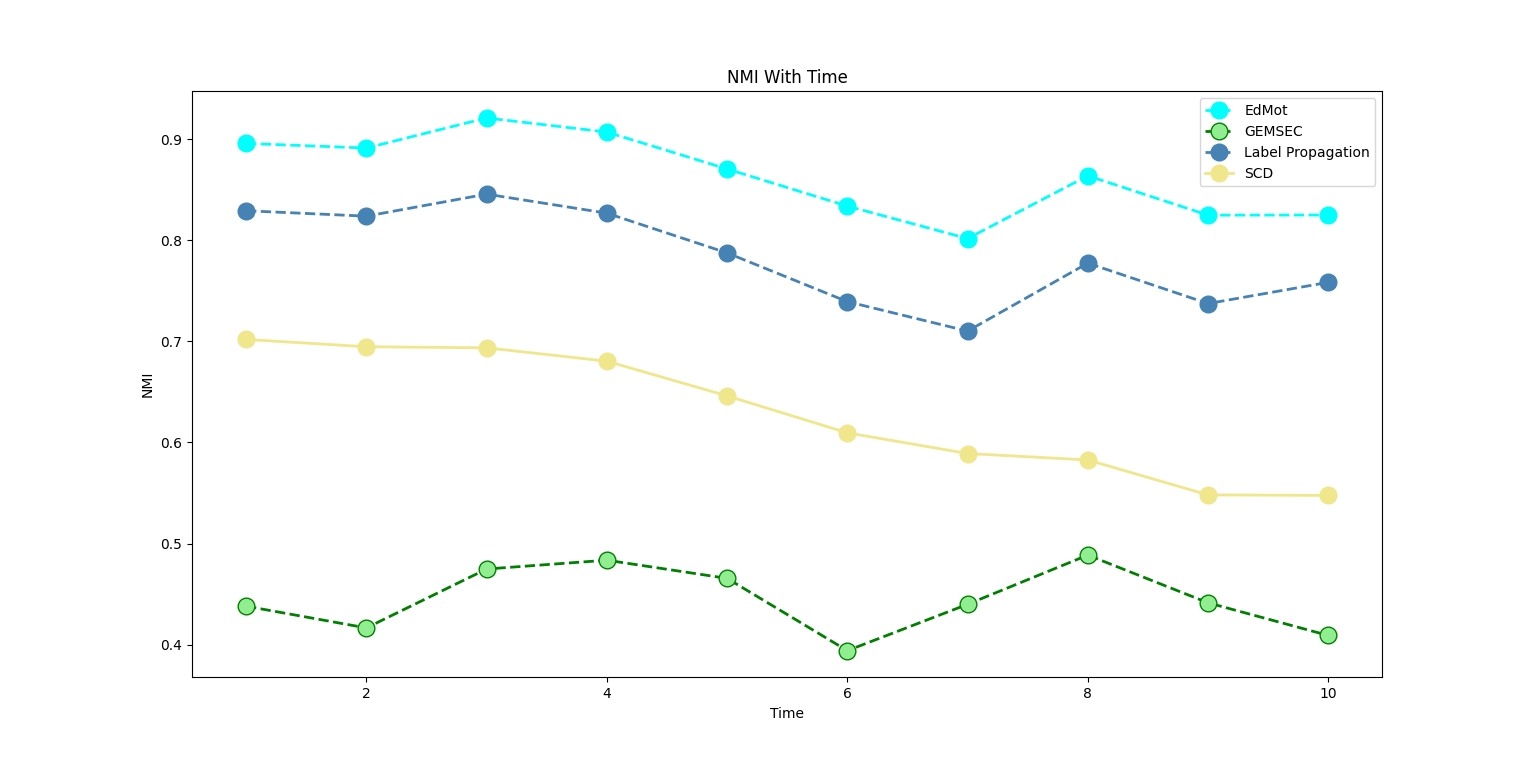 NMI With Time
EdMot
GEMSEC
Label Propagation
SCD
NMI
0.9
0.8
0.7
0.6
0.5
0.4
2
4
6
8
10
Time